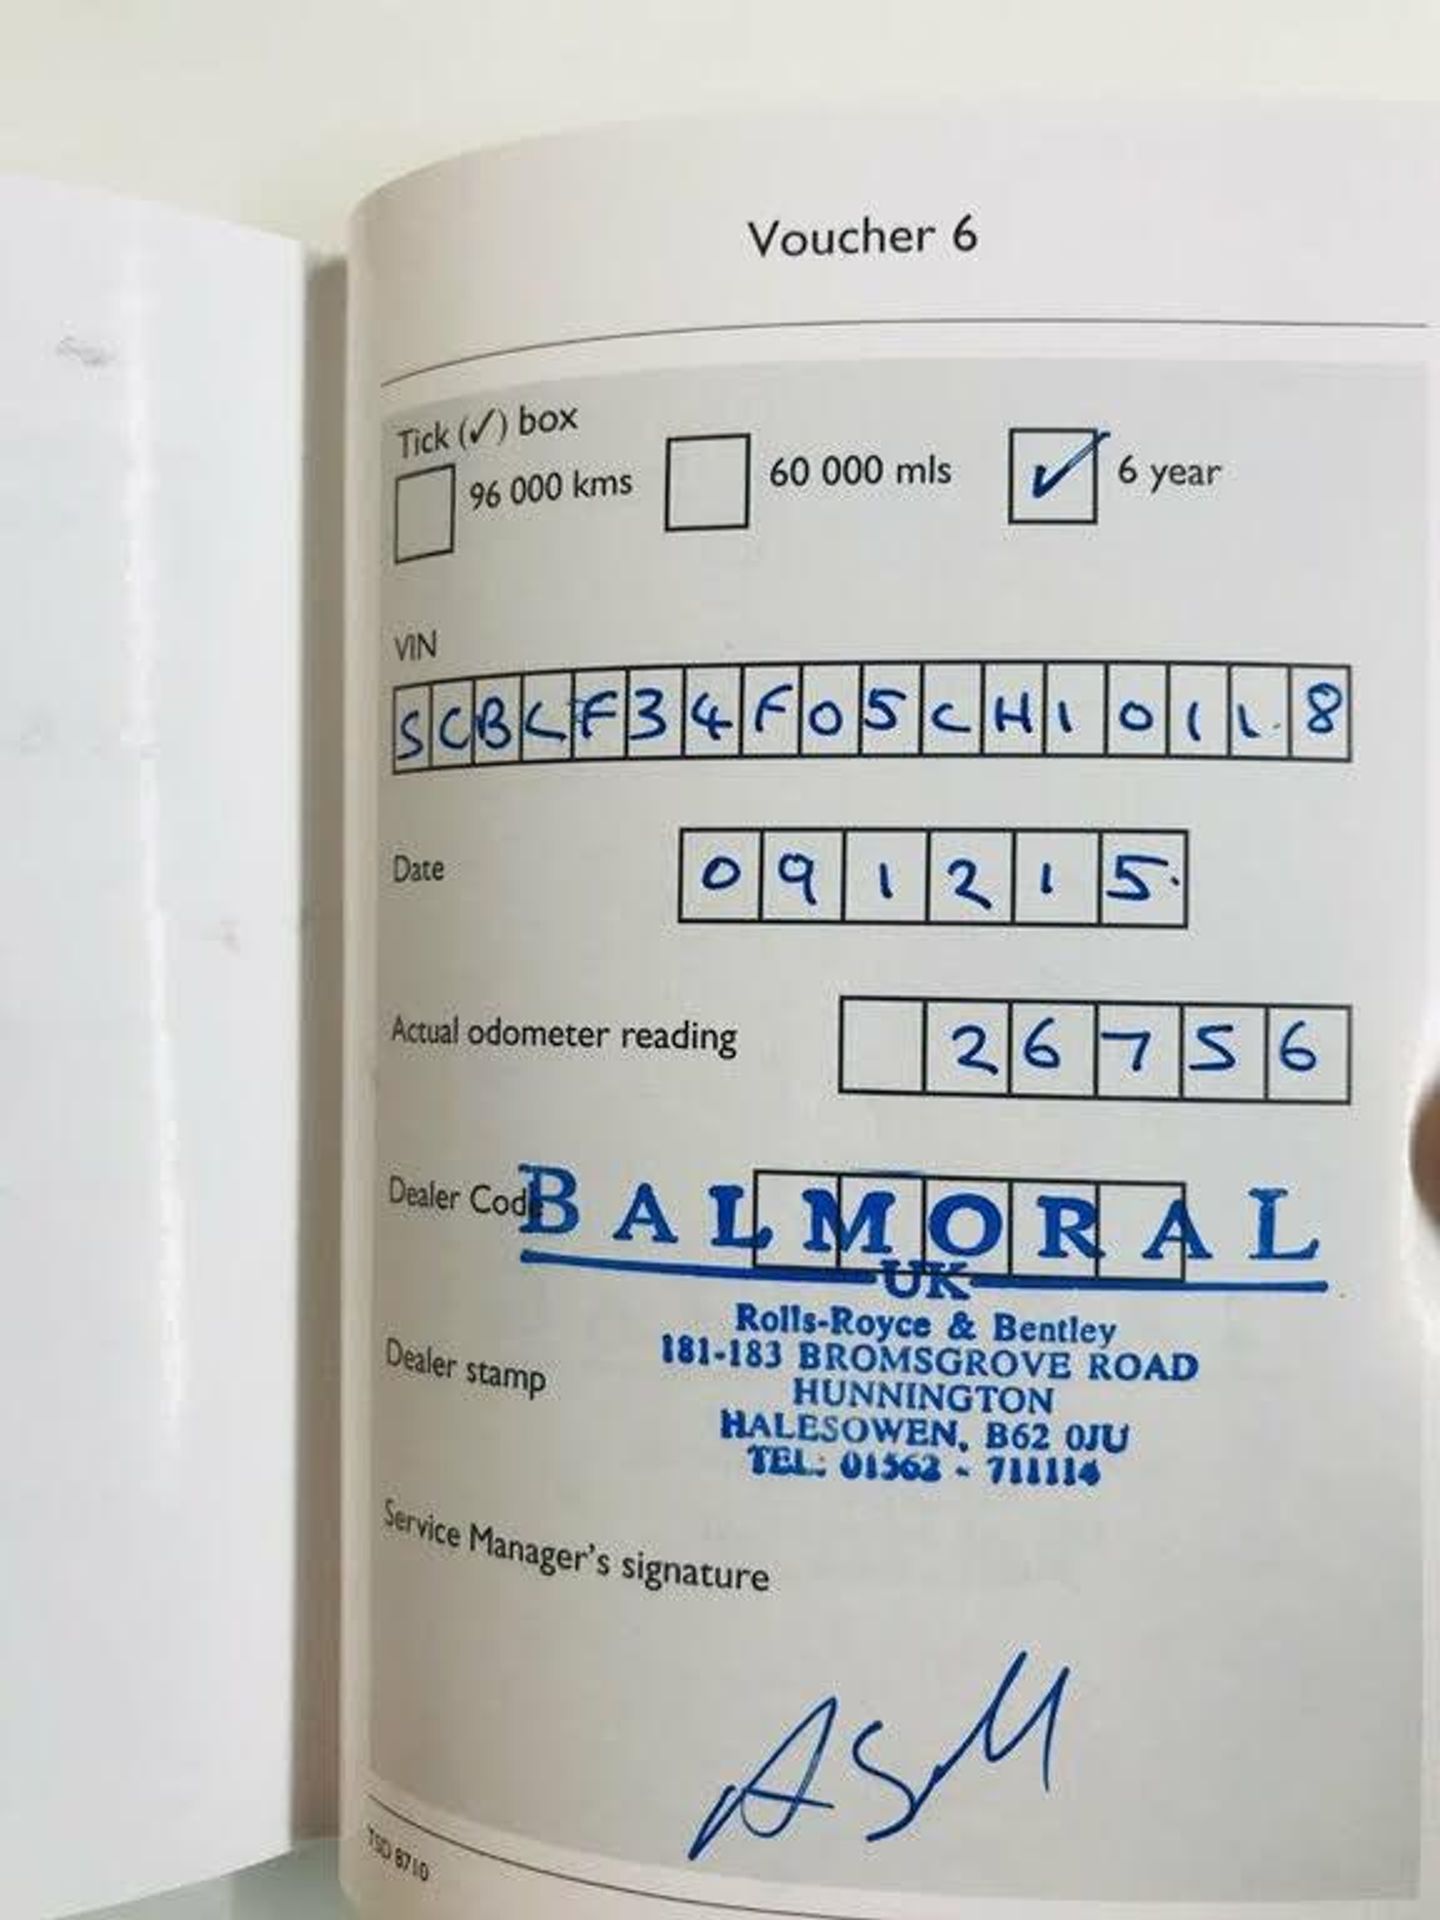 Voucher 6
Tick (✓) box
96 000 kms 60 000 mls ✓ 6 year
VIN
SCBLF34F05CH10118
Date 091215
Actual odometer reading 26756
Dealer Code
BALMORAL
UK
Rolls-Royce & Bentley
181-183 BROMSGROVE ROAD
Dealer stamp
HUNNINGTON
HALESOWEN, B62 0JU
TEL: 01562 - 711114
Service Manager's signature
TSD 8710